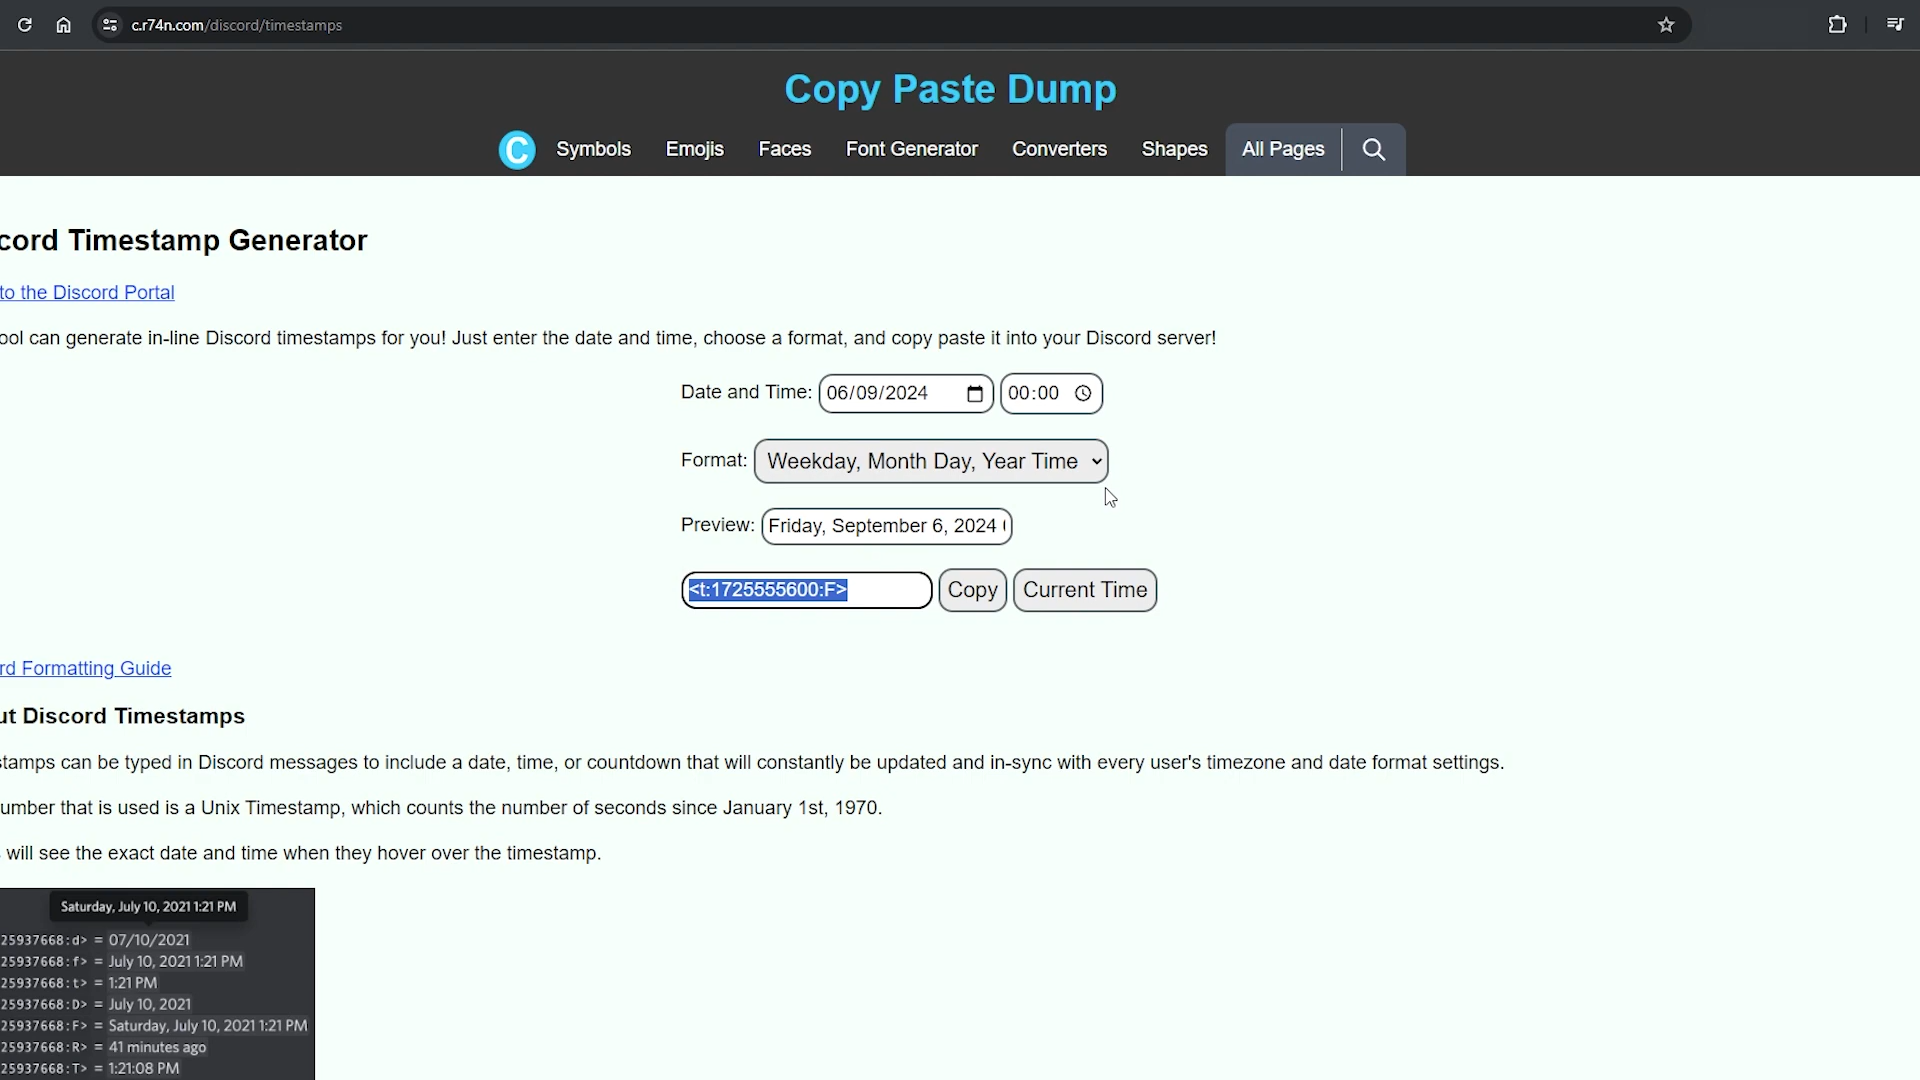 c.r74n.com/discord/timestamps
Copy Paste Dump
C Symbols Emojis Faces Font Generator Converters Shapes All Pages
cord Timestamp Generator
to the Discord Portal
ool can generate in-line Discord timestamps for you! Just enter the date and time, choose a format, and copy paste it into your Discord server!
Date and Time: 06/09/2024 00:00
Format: Weekday, Month Day, Year Time
Preview: Friday, September 6, 2024
<t:1725555600:F> Copy Current Time
rd Formatting Guide
ut Discord Timestamps
stamps can be typed in Discord messages to include a date, time, or countdown that will constantly be updated and in-sync with every user's timezone and date format settings.
umber that is used is a Unix Timestamp, which counts the number of seconds since January 1st, 1970.
will see the exact date and time when they hover over the timestamp.
Saturday, July 10, 2021 1:21 PM
25937668:d> = 07/10/2021
25937668:f> = July 10, 2021 1:21 PM
25937668:t> = 1:21 PM
25937668:D> = July 10, 2021
25937668:F> = Saturday, July 10, 2021 1:21 PM
25937668:R> = 41 minutes ago
25937668:T> = 1:21:08 PM